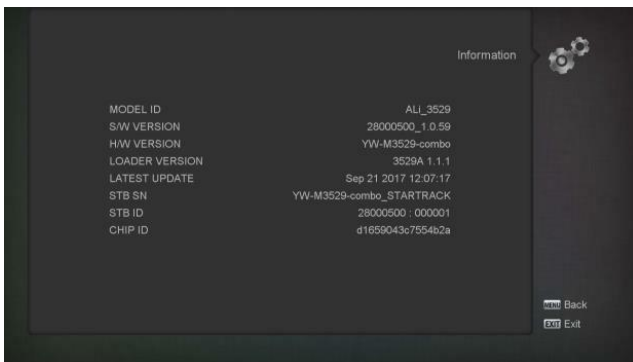 Information
MODEL ID ALi_3529
S/W VERSION 28000500_1.0.59
H/W VERSION YW-M3529-combo
LOADER VERSION 3529A 1.1.1
LATEST UPDATE Sep 21 2017 12:07:17
STB SN YW-M3529-combo_STARTRACK
STB ID 28000500 : 000001
CHIP ID d1659043c7554b2a
MENU Back
EXIT Exit